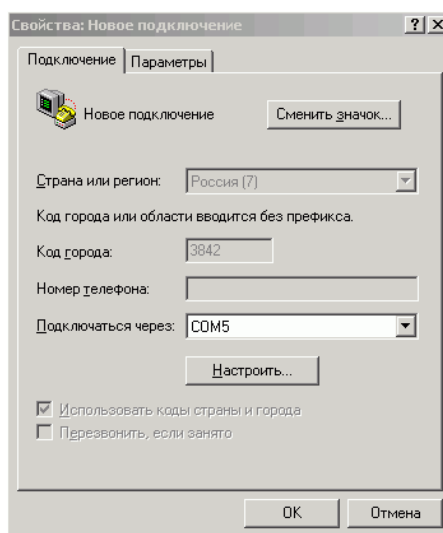 Свойства: Новое подключение
Подключение Параметры
Новое подключение Сменить значок...
Страна или регион: Россия (7)
Код города или области вводится без префикса.
Код города: 3842
Номер телефона:
Подключаться через: COM5
Настроить...
Использовать коды страны и города
Перезвонить, если занято
OK Отмена